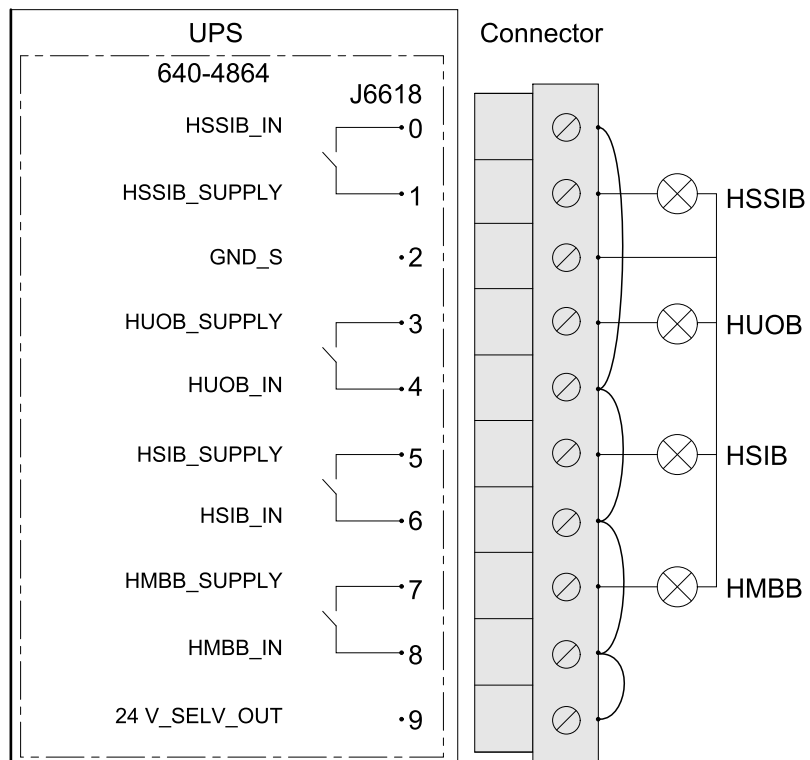 UPS
Connector
640-4864
J6618
HSSIB_IN
0
HSSIB_SUPPLY
1
HSSIB
GND_S
2
HUOB_SUPPLY
3
HUOB
HUOB_IN
4
HSIB_SUPPLY
5
HSIB
HSIB_IN
6
HMBB_SUPPLY
7
HMBB
HMBB_IN
8
24 V_SELV_OUT
9